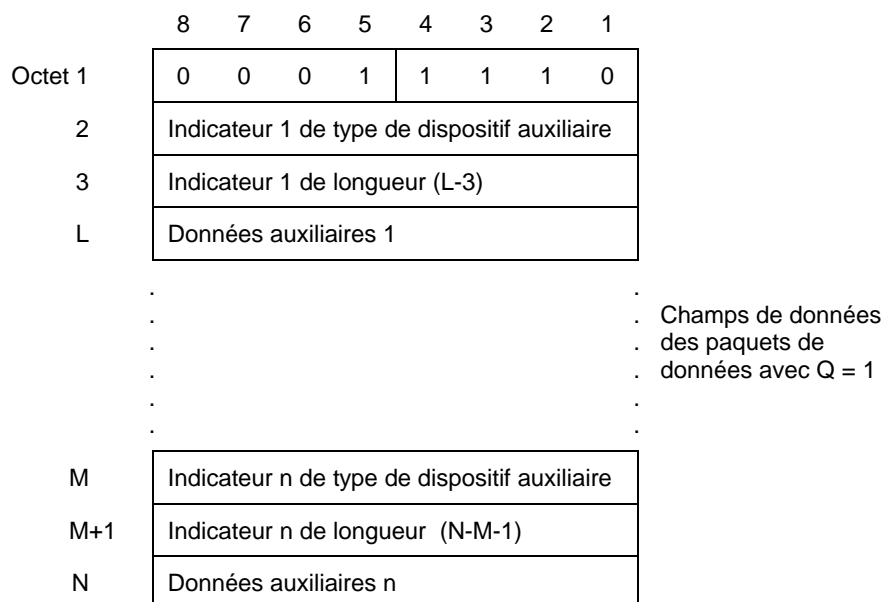 8 7 6 5 4 3 2 1
Octet 1 0 0 0 1 1 1 1 0
2 Indicateur 1 de type de dispositif auxiliaire
3 Indicateur 1 de longueur (L-3)
L Données auxiliaires 1
Champs de données
des paquets de
données avec Q = 1
M Indicateur n de type de dispositif auxiliaire
M+1 Indicateur n de longueur (N-M-1)
N Données auxiliaires n